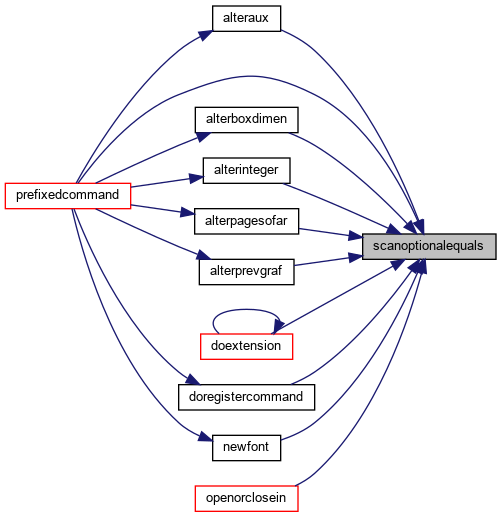 alteraux
alterboxdimen
alterinteger
prefixedcommand
alterpagesofar
scanoptionalequals
alterprevgraf
doextension
doregistercommand
newfont
openorclosein